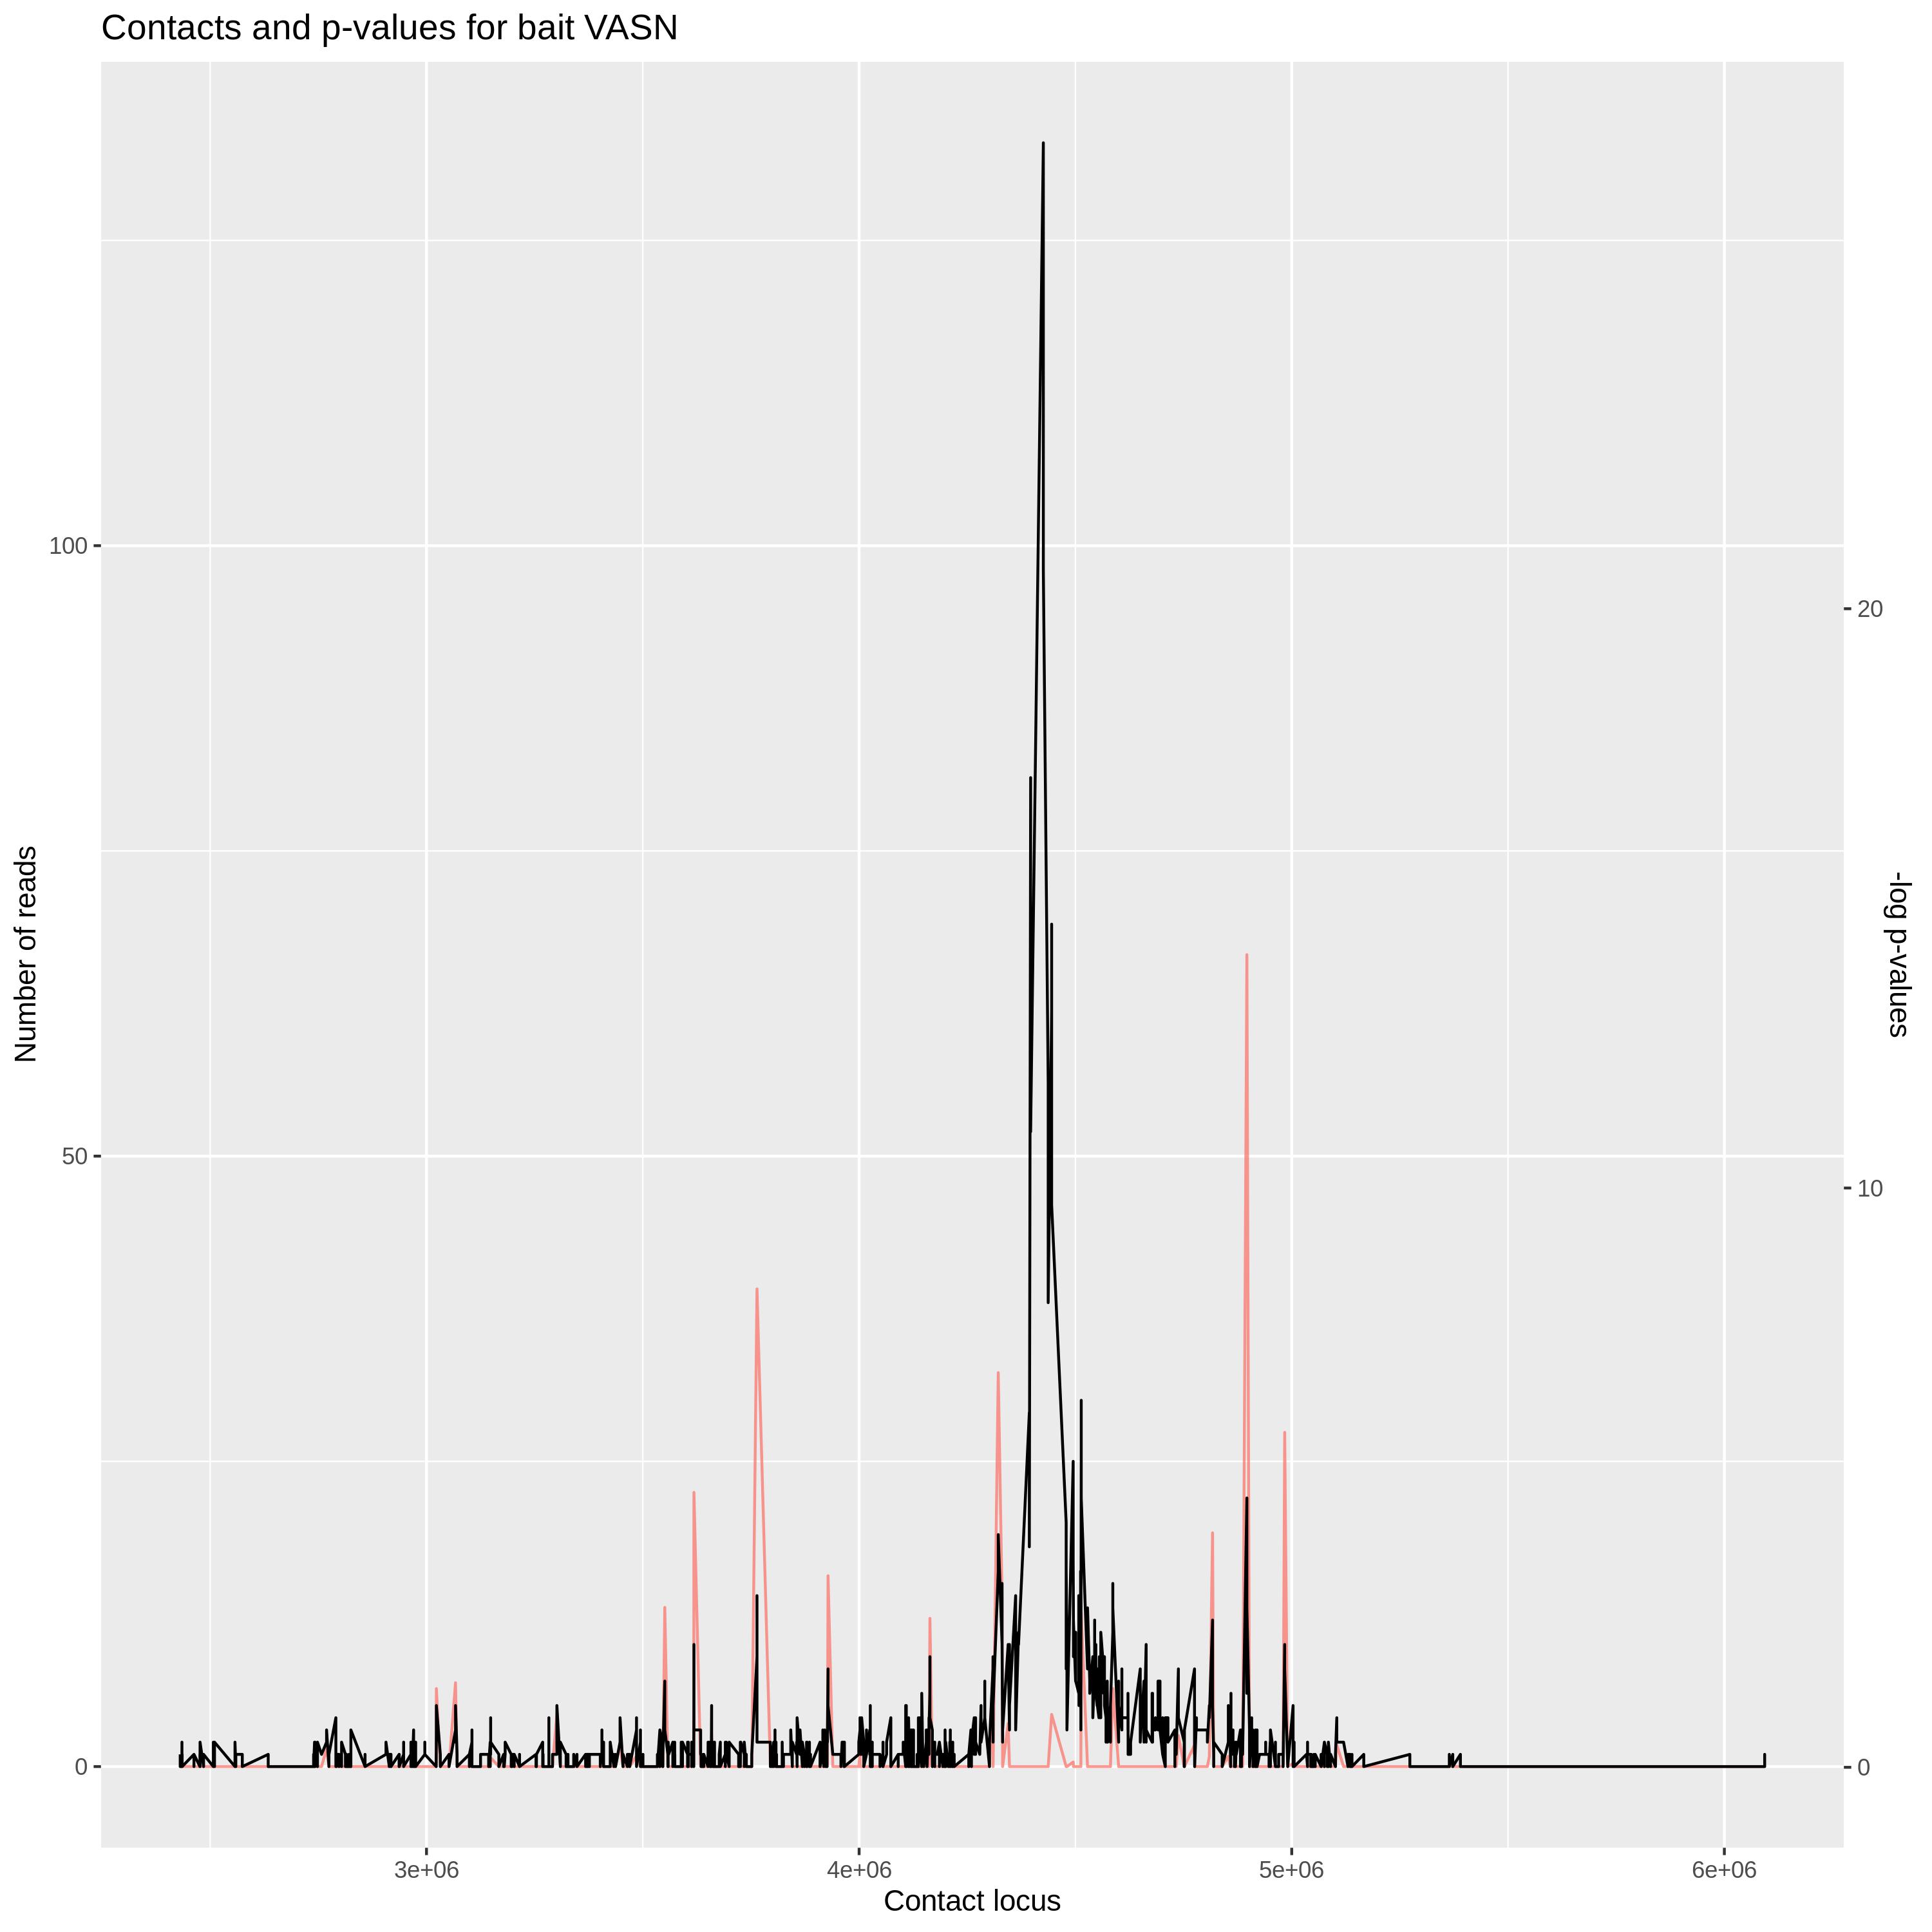 Contacts and p-values for bait VASN
Number of reads
100
50
0
20
10
0
-log p-values
3e+06
4e+06
5e+06
6e+06
Contact locus